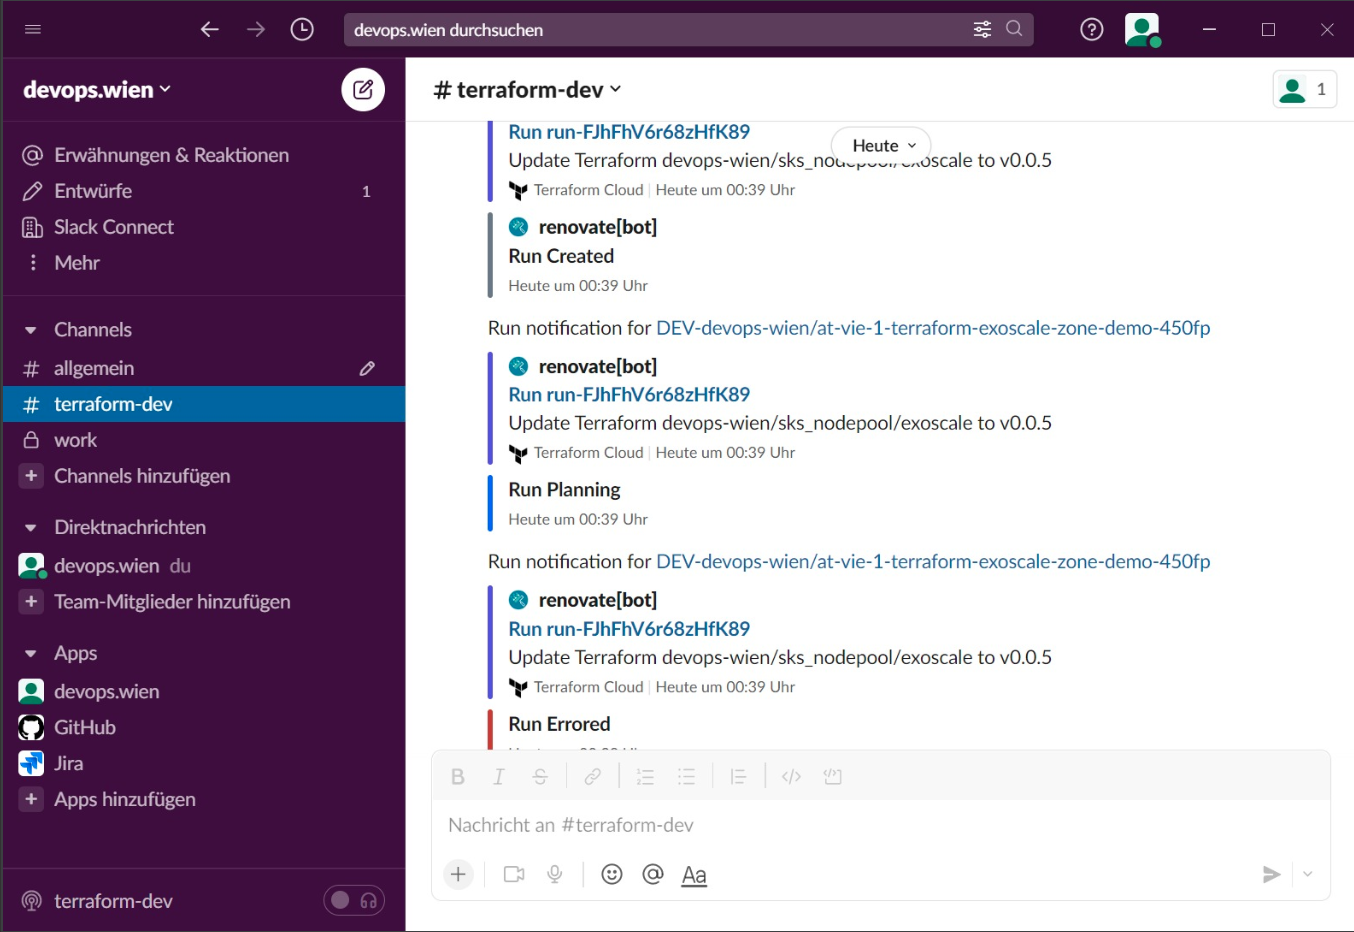 devops.wien durchsuchen
devops.wien
Erwähnungen & Reaktionen
Entwürfe 1
Slack Connect
Mehr
Channels
# allgemein
# terraform-dev
work
+ Channels hinzufügen
Direktnachrichten
devops.wien du
+ Team-Mitglieder hinzufügen
Apps
devops.wien
GitHub
Jira
+ Apps hinzufügen
terraform-dev
# terraform-dev
1
Run run-FJhFhV6r68zHfK89
Heute
Update Terraform devops-wien/sks_nodepool/exoscale to v0.0.5
Terraform Cloud | Heute um 00:39 Uhr
renovate[bot]
Run Created
Heute um 00:39 Uhr
Run notification for DEV-devops-wien/at-vie-1-terraform-exoscale-zone-demo-450fp
renovate[bot]
Run run-FJhFhV6r68zHfK89
Update Terraform devops-wien/sks_nodepool/exoscale to v0.0.5
Terraform Cloud | Heute um 00:39 Uhr
Run Planning
Heute um 00:39 Uhr
Run notification for DEV-devops-wien/at-vie-1-terraform-exoscale-zone-demo-450fp
renovate[bot]
Run run-FJhFhV6r68zHfK89
Update Terraform devops-wien/sks_nodepool/exoscale to v0.0.5
Terraform Cloud | Heute um 00:39 Uhr
Run Errored
B I S
Nachricht an #terraform-dev
+ @ Aa